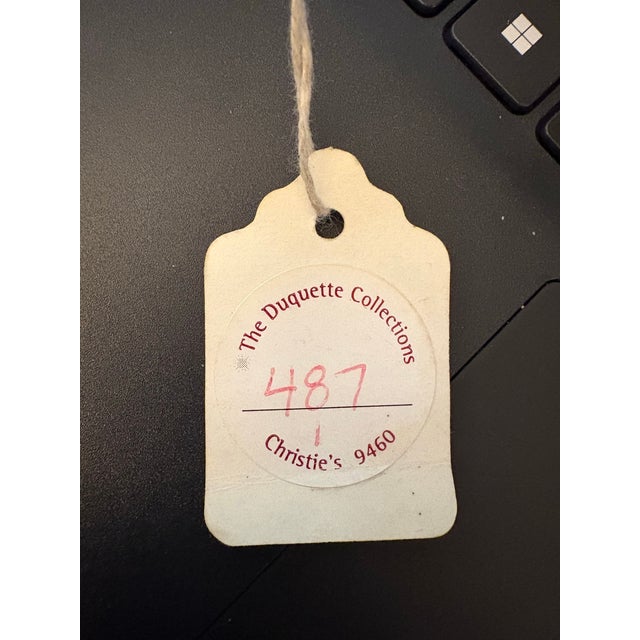 The Duquette Collections
487
1
Christie's 9460